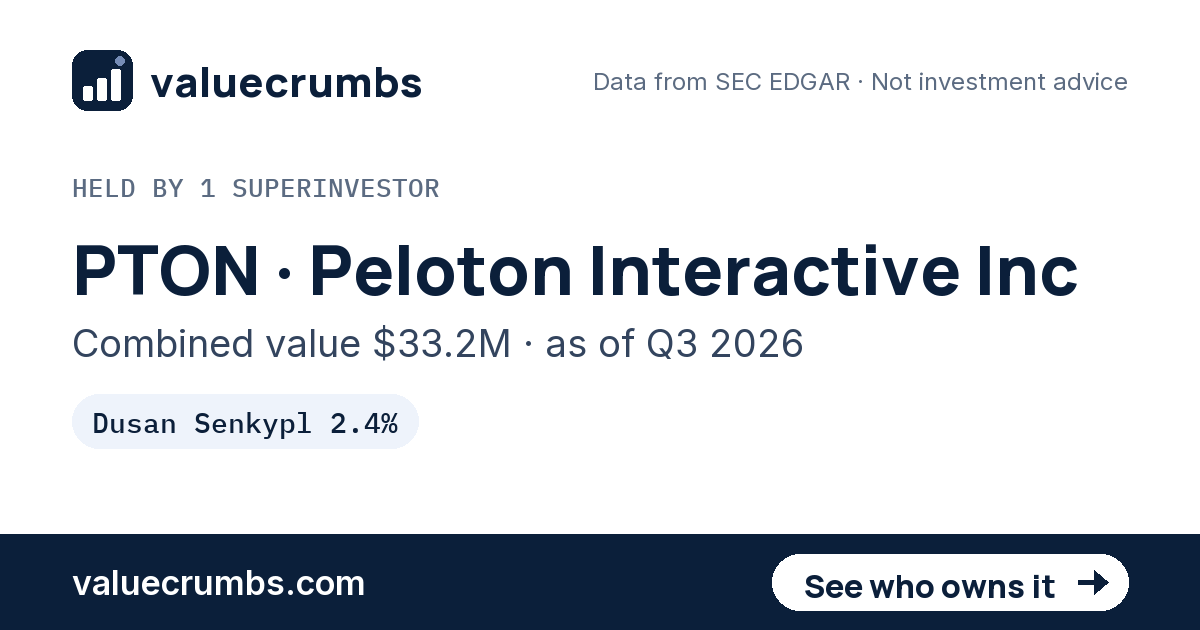 valuecrumbs
Data from SEC EDGAR · Not investment advice
HELD BY 1 SUPERINVESTOR
PTON · Peloton Interactive Inc
Combined value $33.2M · as of Q3 2026
Dusan Senkypl 2.4%
valuecrumbs.com
See who owns it →